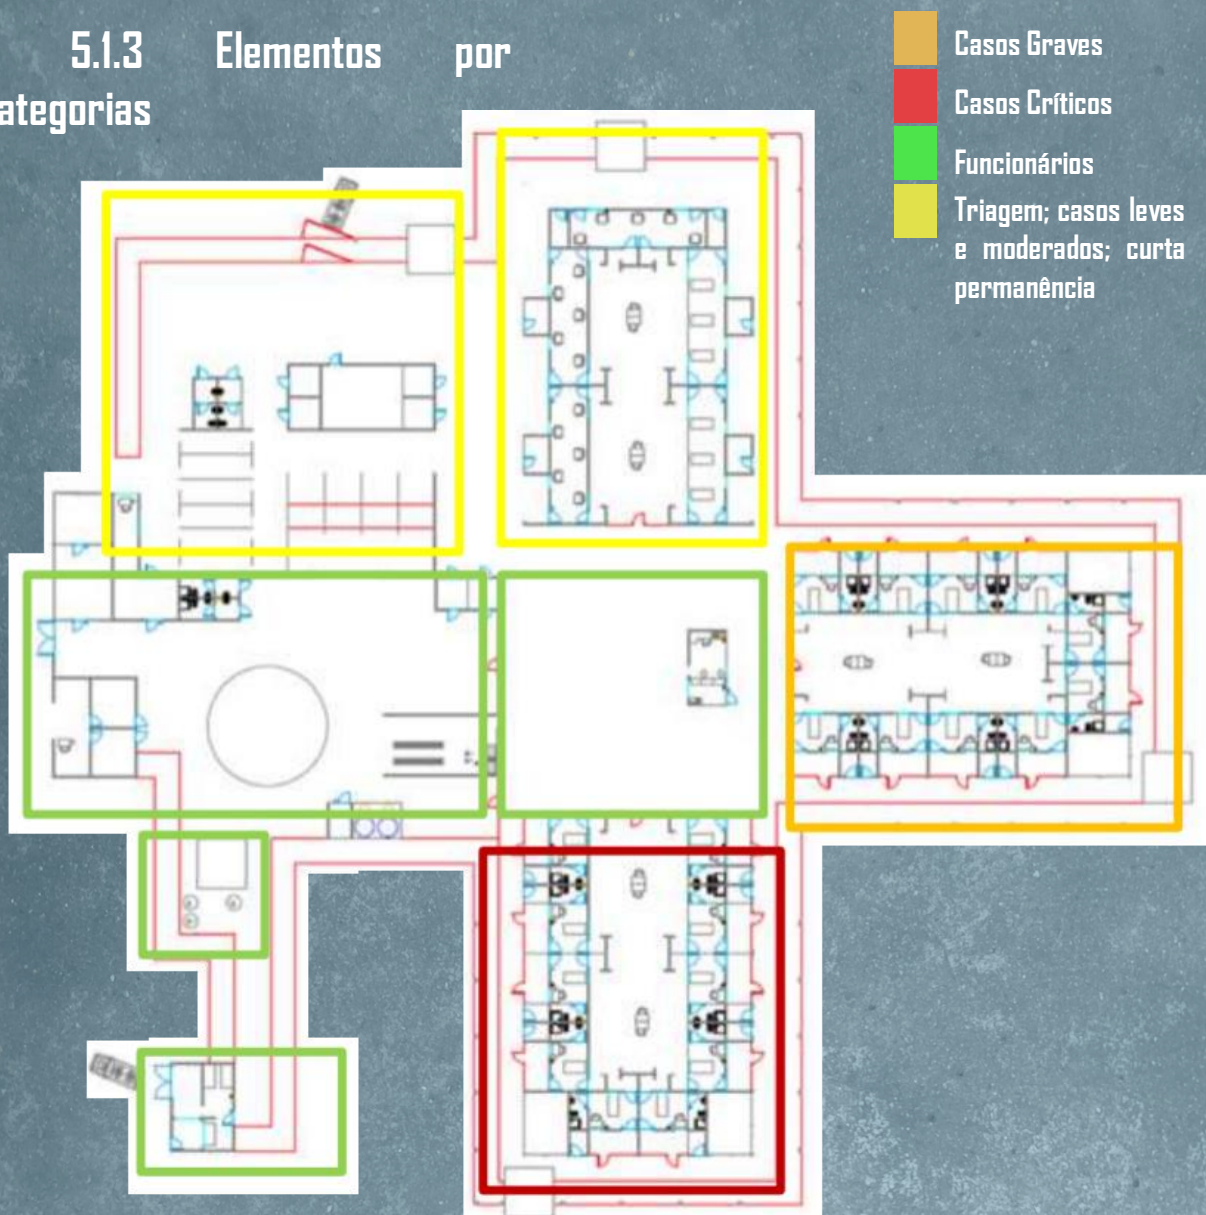 5.1.3 Elementos por
ategorias
Casos Graves
Casos Críticos
Funcionários
Triagem; casos leves
e moderados; curta
permanência